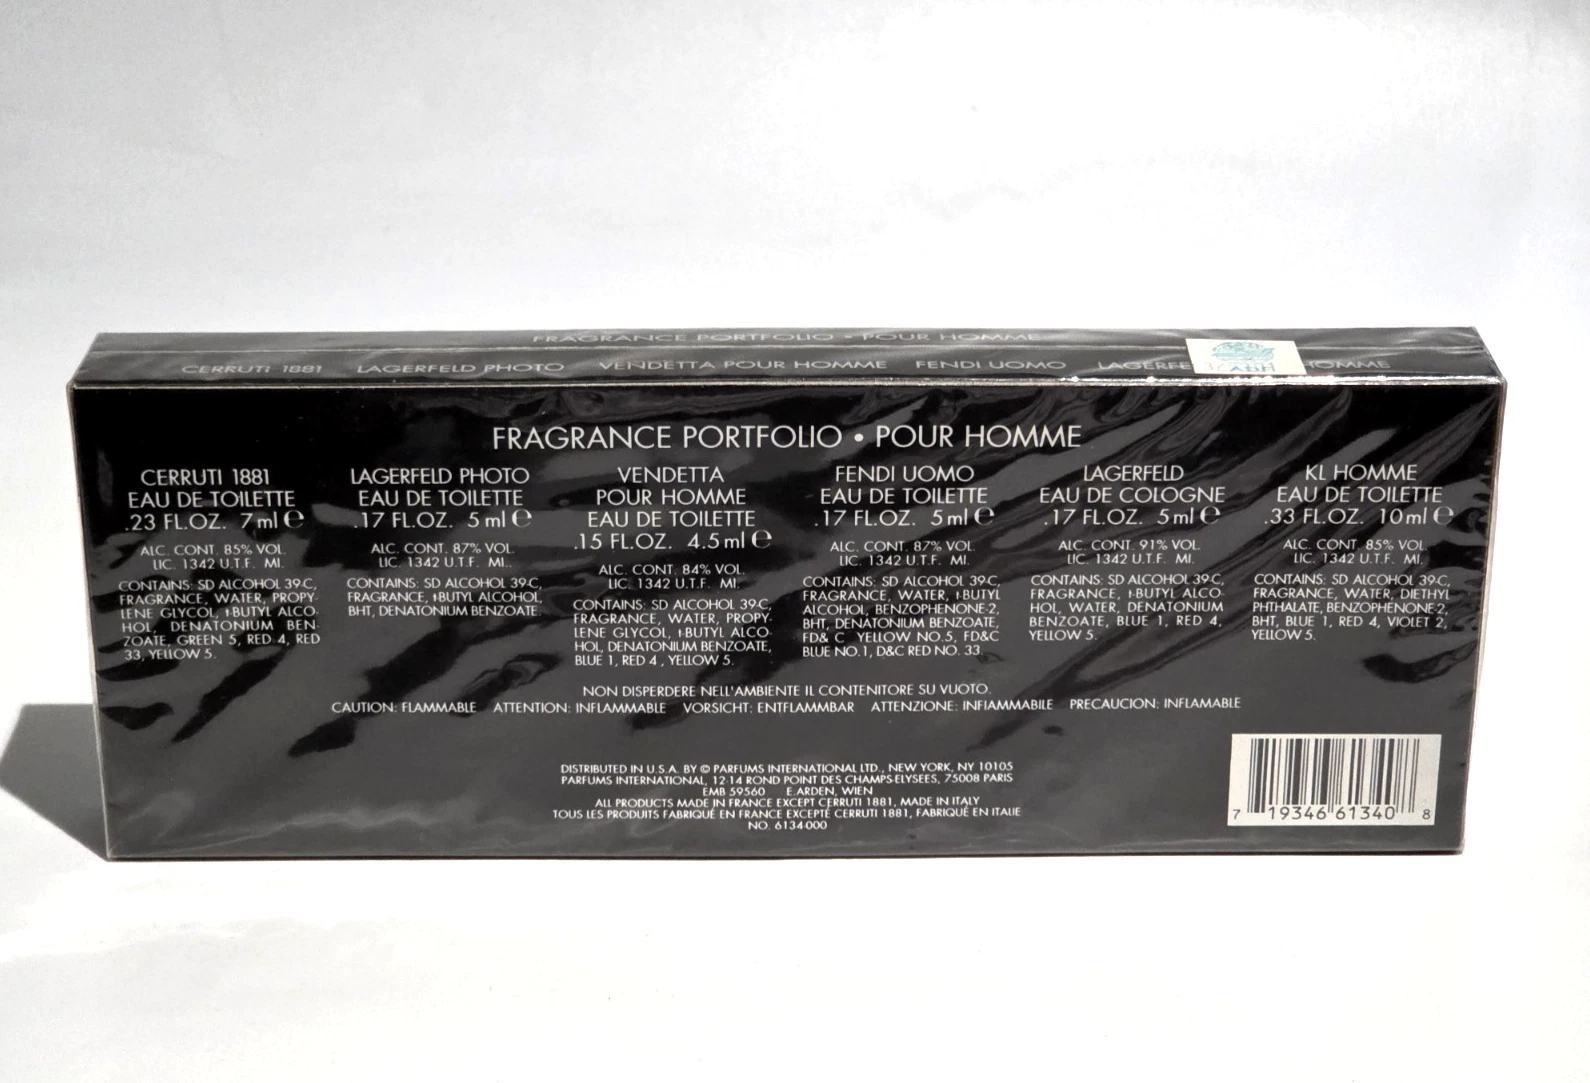 FRAGRANCE PORTFOLIO • POUR HOMME
CERRUTI 1881 LAGERFELD PHOTO VENDETTA POUR HOMME FENDI UOMO HOMME
FRAGRANCE PORTFOLIO • POUR HOMME
CERRUTI 1881
EAU DE TOILETTE
.23 FL.OZ. 7 ml ℮
ALC. CONT. 85% VOL.
LIC. 1342 U.T.F. MI.
CONTAINS: SD ALCOHOL 39-C,
FRAGRANCE, WATER, PROPY-
LENE GLYCOL, t-BUTYL ALCO-
HOL, DENATONIUM BEN-
ZOATE, GREEN 5, RED 4, RED
33, YELLOW 5.
LAGERFELD PHOTO
EAU DE TOILETTE
.17 FL.OZ. 5 ml ℮
ALC. CONT. 87% VOL.
LIC. 1342 U.T.F. MI..
CONTAINS: SD ALCOHOL 39-C,
FRAGRANCE, t-BUTYL ALCOHOL,
BHT, DENATONIUM BENZOATE.
VENDETTA
POUR HOMME
EAU DE TOILETTE
.15 FL.OZ. 4.5 ml ℮
ALC. CONT. 84% VOL.
LIC. 1342 U.T.F. MI.
CONTAINS: SD ALCOHOL 39-C,
FRAGRANCE, WATER, PROPY-
LENE GLYCOL, t-BUTYL ALCO-
HOL, DENATONIUM BENZOATE,
BLUE 1, RED 4 , YELLOW 5.
FENDI UOMO
EAU DE TOILETTE
.17 FL.OZ. 5 ml ℮
ALC. CONT. 87% VOL.
LIC. 1342 U.T.F. MI.
CONTAINS: SD ALCOHOL 39-C,
FRAGRANCE, WATER, t-BUTYL
ALCOHOL, BENZOPHENONE-2,
BHT, DENATONIUM BENZOATE,
FD& C YELLOW NO.5, FD&C
BLUE NO.1, D&C RED NO. 33.
LAGERFELD
EAU DE COLOGNE
.17 FL.OZ. 5 ml ℮
ALC. CONT. 91% VOL.
LIC. 1342 U.T.F. MI.
CONTAINS: SD ALCOHOL 39-C,
FRAGRANCE, t-BUTYL ALCO-
HOL, WATER, DENATONIUM
BENZOATE, BLUE 1, RED 4,
YELLOW 5.
KL HOMME
EAU DE TOILETTE
.33 FL.OZ. 10 ml ℮
ALC. CONT. 85% VOL.
LIC. 1342 U.T.F. MI.
CONTAINS: SD ALCOHOL 39-C,
FRAGRANCE, WATER, DIETHYL
PHTHALATE, BENZOPHENONE-2,
BHT, BLUE 1, RED 4, VIOLET 2,
YELLOW 5.
NON DISPERDERE NELL'AMBIENTE IL CONTENITORE SU VUOTO.
CAUTION: FLAMMABLE ATTENTION: INFLAMMABLE VORSICHT: ENTFLAMMBAR ATTENZIONE: INFIAMMABILE PRECAUCION: INFLAMABLE
DISTRIBUTED IN U.S.A. BY © PARFUMS INTERNATIONAL LTD., NEW YORK, NY 10105
PARFUMS INTERNATIONAL, 12-14 ROND POINT DES CHAMPS-ELYSEES, 75008 PARIS
EMB 59560 E.ARDEN, WIEN
ALL PRODUCTS MADE IN FRANCE EXCEPT CERRUTI 1881, MADE IN ITALY
TOUS LES PRODUITS FABRIQUÉ EN FRANCE EXCEPTÉ CERRUTI 1881, FABRIQUÉ EN ITALIE
NO. 6134000
7 19346 61340 8